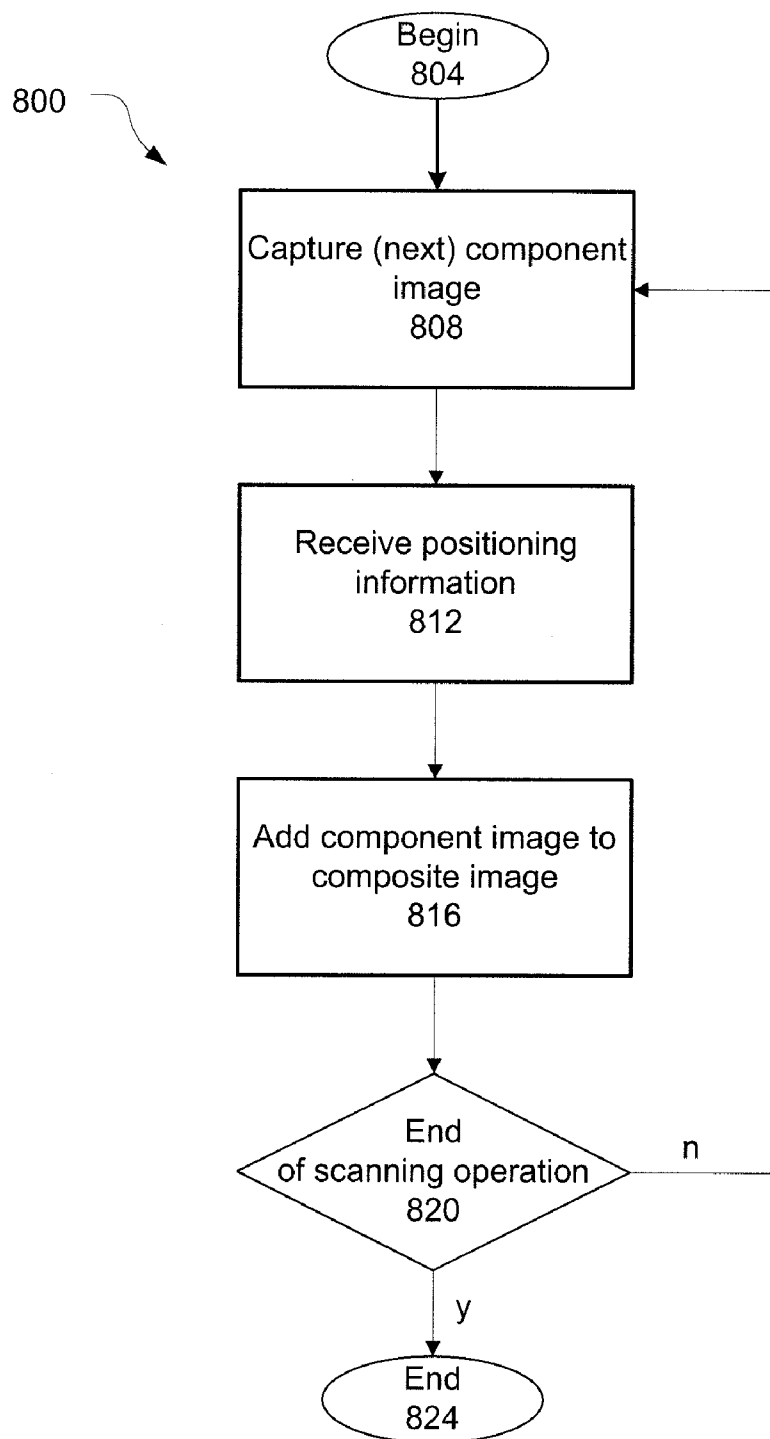 Begin
804
800
Capture (next) component
image
808
Receive positioning
information
812
Add component image to
composite image
816
End
of scanning operation
820
n
y
End
824